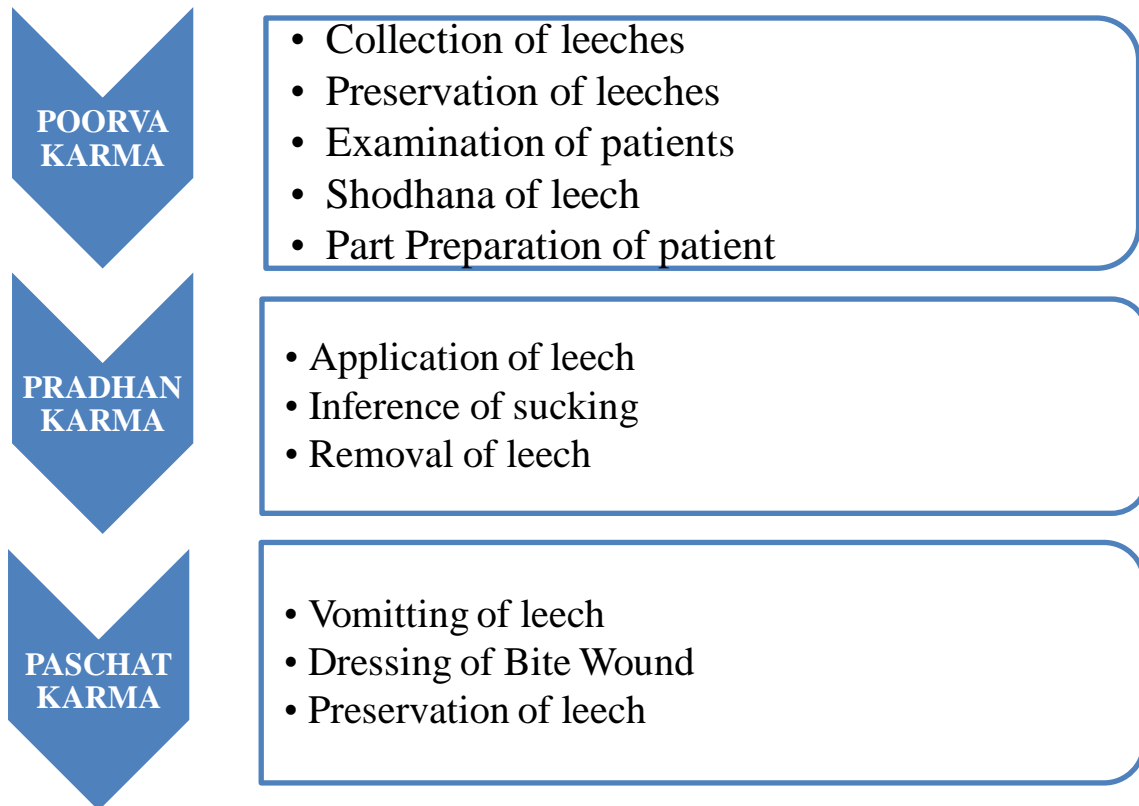 POORVA
KARMA
• Collection of leeches
• Preservation of leeches
• Examination of patients
• Shodhana of leech
• Part Preparation of patient
PRADHAN
KARMA
• Application of leech
• Inference of sucking
• Removal of leech
PASCHAT
KARMA
• Vomitting of leech
• Dressing of Bite Wound
• Preservation of leech